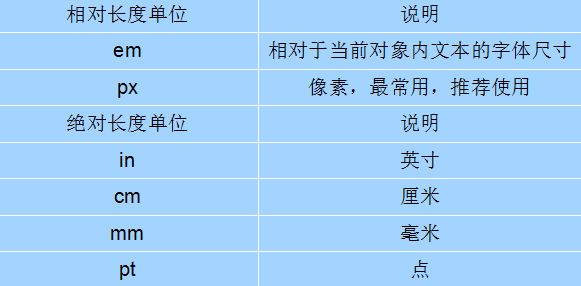 相对长度单位 说明
em 相对于当前对象内文本的字体尺寸
px 像素，最常用，推荐使用
绝对长度单位 说明
in 英寸
cm 厘米
mm 毫米
pt 点